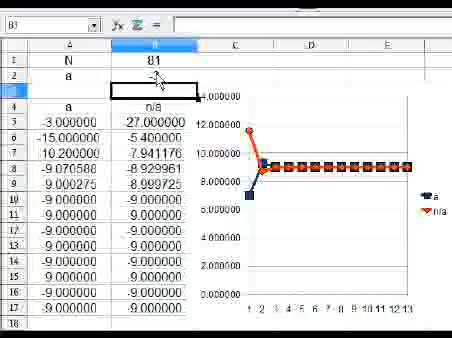 B3 fx Σ =
A B C D E F
1 N 81
2 a -3
3
4 a n/a
5 -3.000000 -27.000000
6 -15.000000 -5.400000
7 -10.200000 -7.941176
8 -9.070588 -8.929961
9 -9.000275 -8.999725
10 -9.000000 -9.000000
11 -9.000000 -9.000000
12 -9.000000 -9.000000
13 -9.000000 -9.000000
14 -9.000000 -9.000000
15 -9.000000 -9.000000
16 -9.000000 -9.000000
17 -9.000000 -9.000000
18
14.000000
12.000000
10.000000
8.000000
6.000000
4.000000
2.000000
0.000000
1 2 3 4 5 6 7 8 9 10 11 12 13
a
n/a